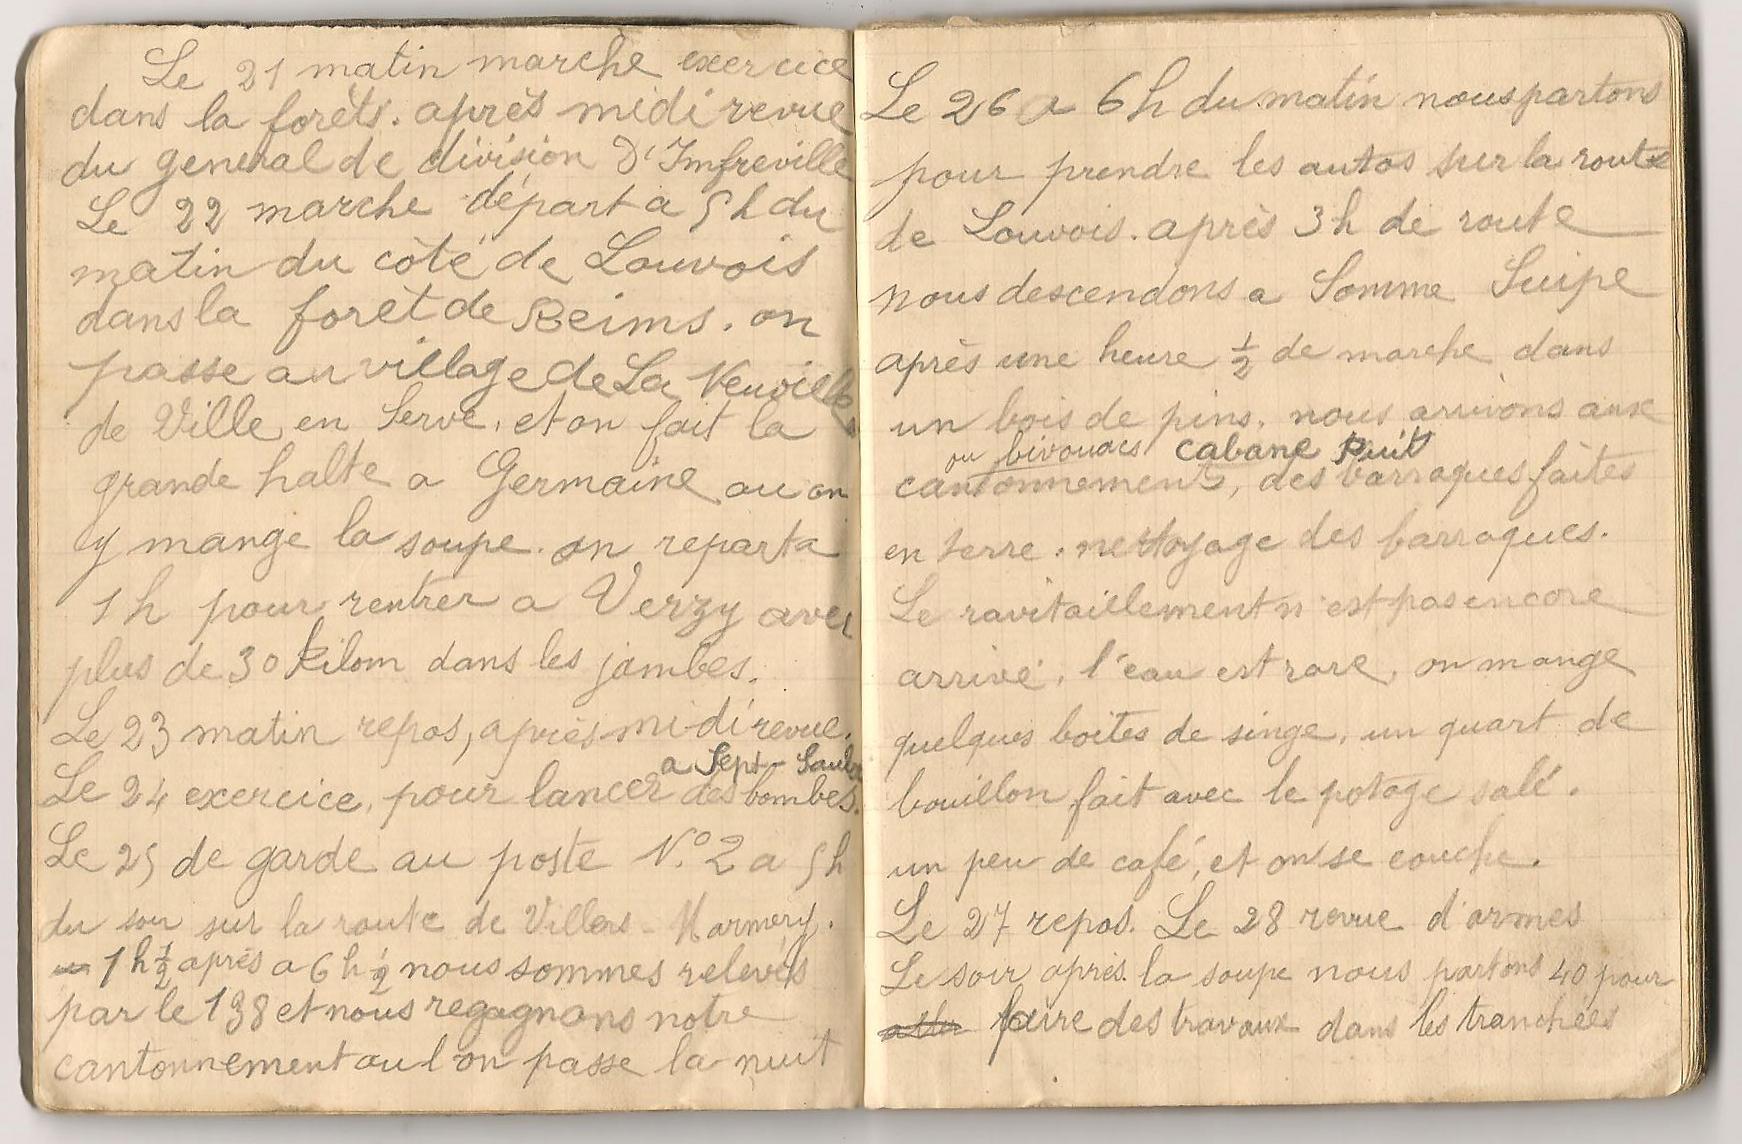 Le 21 matin marche exercice
dans la forêts. après midi revue
du general de division D'Imfreville
Le 22 marche départ a 5h du
matin du côté de Louvois
dans la forêt de Reims. on
passe au village de La Neuville
de Ville en Serve. et on fait la
grande halte a Germaine ou on
y mange la soupe. on repart a
1h pour rentrer a Verzy avec
plus de 30 kilom dans les jambes.
Le 23 matin repos, après midi revue.
a Sept-Saulx
Le 24 exercice, pour lancer des bombes.
Le 25 de garde au poste N.º 2 a 5h
du soir sur la route de Villers-Marmery.
1h ½ après a 6h ½ nous sommes relevés
par le 138 et nous regagnons notre
cantonnement ou l'on passe la nuit
Le 26 a 6h du matin nous partons
pour prendre les autos sur la route
de Louvois. après 3h de route
nous descendons a Somme Suipe
après une heure ½ de marche dans
un bois de pins. nous arrivons aux
ou bivouacs cabane Puit
cantonnements, des barraques faites
en terre. nettoyage des barraques.
Le ravitaillement n'est pas encore
arrivé. l'eau est rare, on mange
quelques boites de singe, un quart de
bouillon fait avec le potage salé.
un peu de café, et on se couche.
Le 27 repos. Le 28 revue d'armes
Le soir après la soupe nous partons 40 pour
faire des travaux dans les tranchées